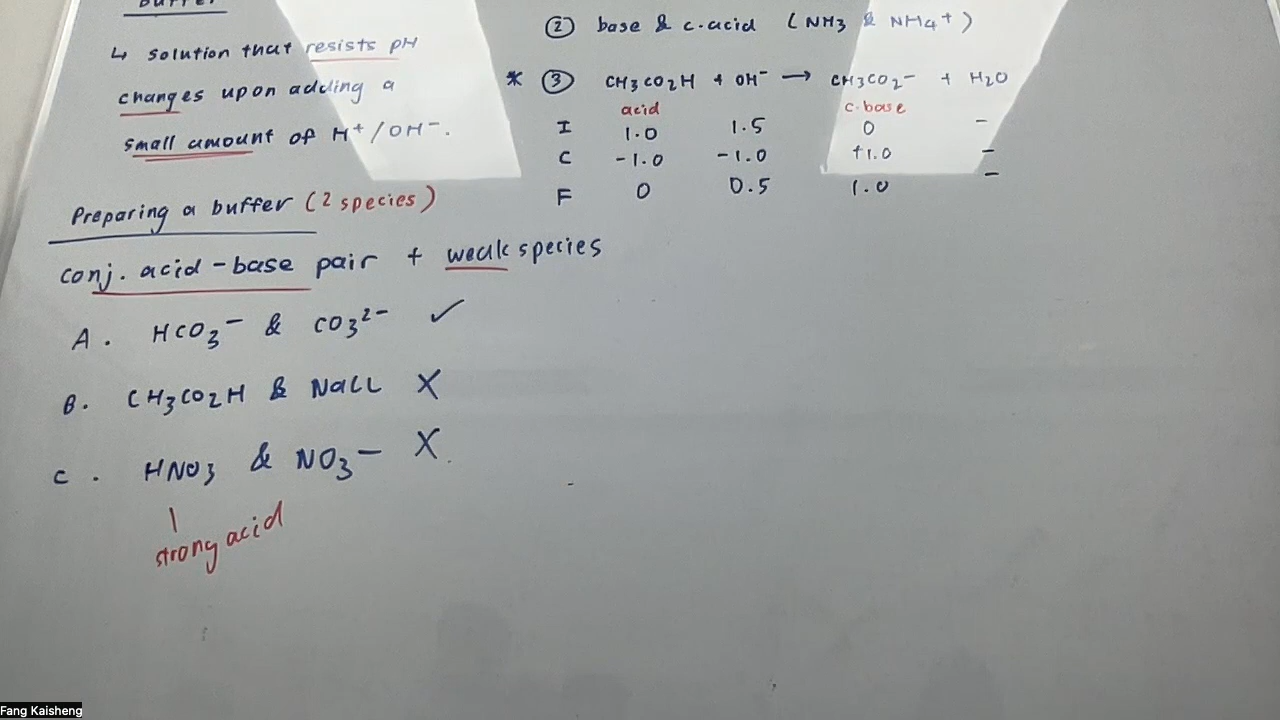 Buffer
↳ solution that resists pH
changes upon adding a
small amount of H+/OH-.
Preparing a buffer (2 species)
conj. acid-base pair + weak species
A. HCO3- & CO3 2- ✓
B. CH3CO2H & NaCl X
C. HNO3 & NO3- X
strong acid
② base & c.acid (NH3 & NH4+)
* ③ CH3CO2H + OH- → CH3CO2- + H2O
acid c.base
I 1.0 1.5 0 -
C -1.0 -1.0 +1.0 -
F 0 0.5 1.0 -
Fang Kaisheng